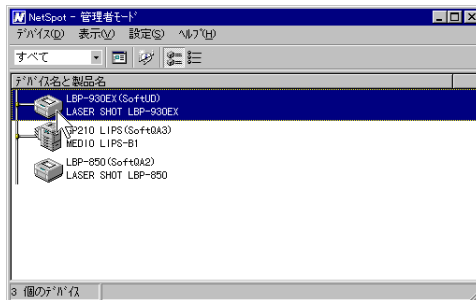 NetSpot - 管理者ﾓｰﾄﾞ
ﾃﾞﾊﾞｲｽ(D) 表示(V) 設定(S) ﾍﾙﾌﾟ(H)
すべて
ﾃﾞﾊﾞｲｽ名と製品名
LBP-930EX(SoftUD)
LASER SHOT LBP-930EX
P210 LIPS(SoftQA3)
MEDIO LIPS-B1
LBP-850(SoftQA2)
LASER SHOT LBP-850
3 個のﾃﾞﾊﾞｲｽ